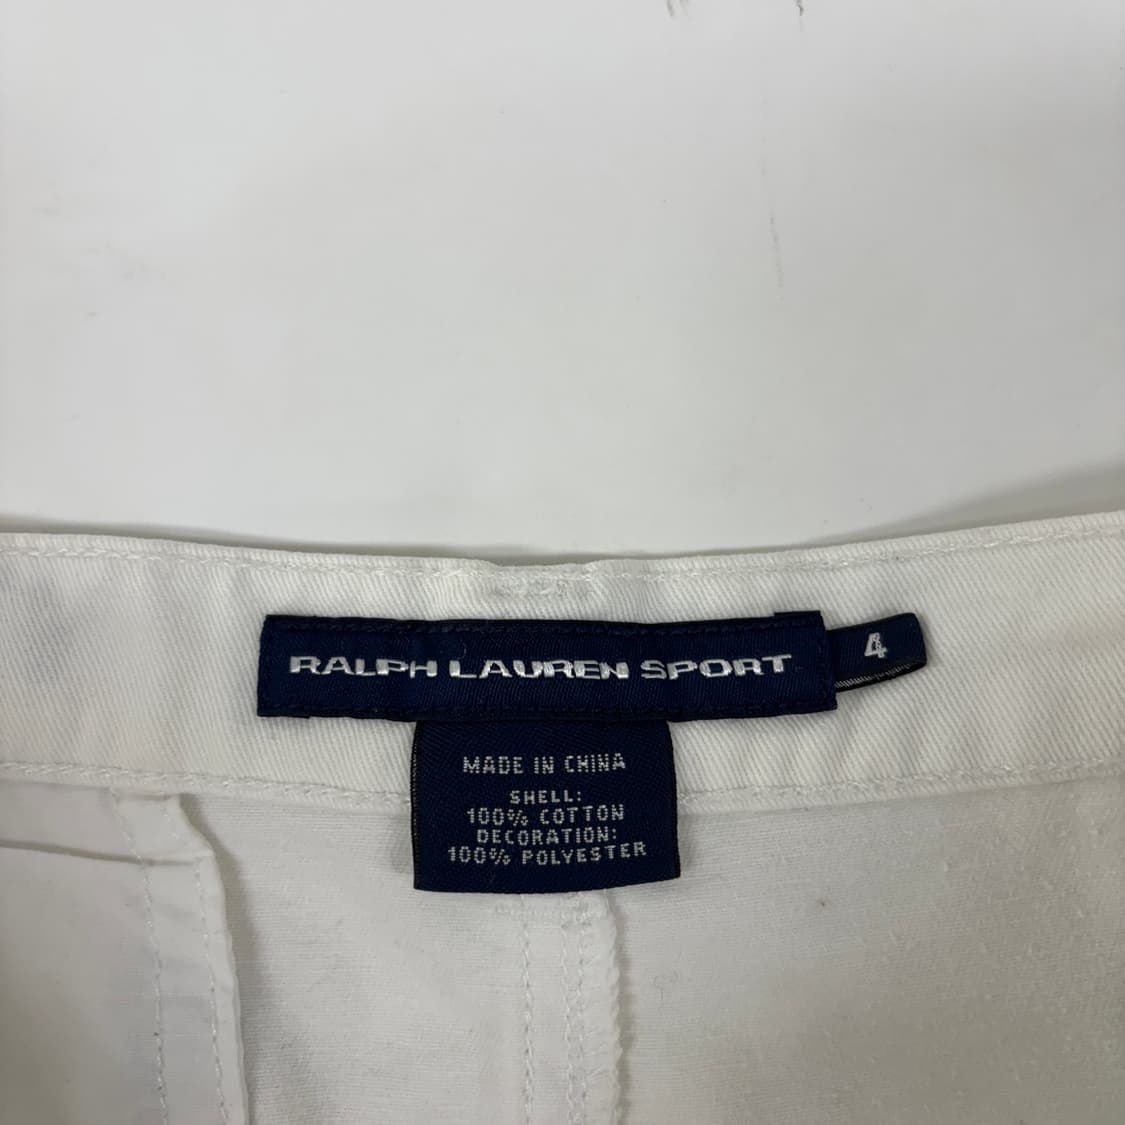 RALPH LAUREN SPORT
4
MADE IN CHINA
SHELL:
100% COTTON
DECORATION:
100% POLYESTER